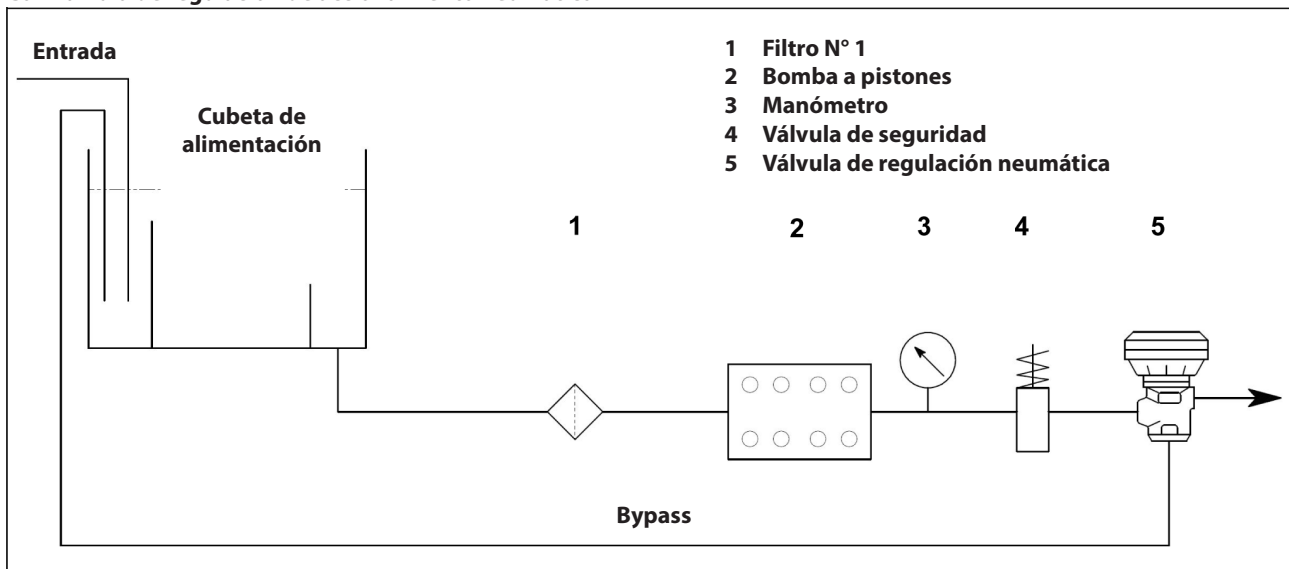 Entrada
Cubeta de
alimentación
1 Filtro N° 1
2 Bomba a pistones
3 Manómetro
4 Válvula de seguridad
5 Válvula de regulación neumática
1 2 3 4 5
Bypass